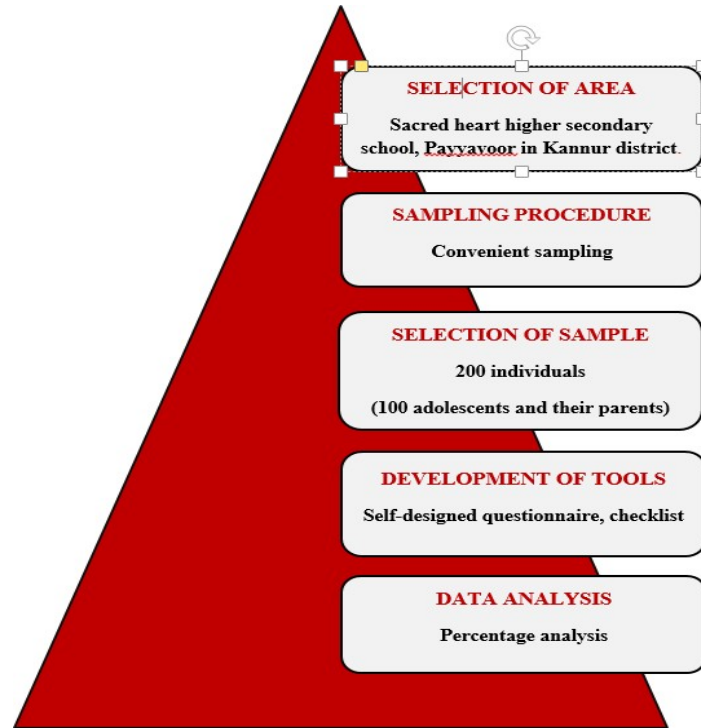 SELECTION OF AREA
Sacred heart higher secondary
school, Payyavoor in Kannur district.
SAMPLING PROCEDURE
Convenient sampling
SELECTION OF SAMPLE
200 individuals
(100 adolescents and their parents)
DEVELOPMENT OF TOOLS
Self-designed questionnaire, checklist
DATA ANALYSIS
Percentage analysis